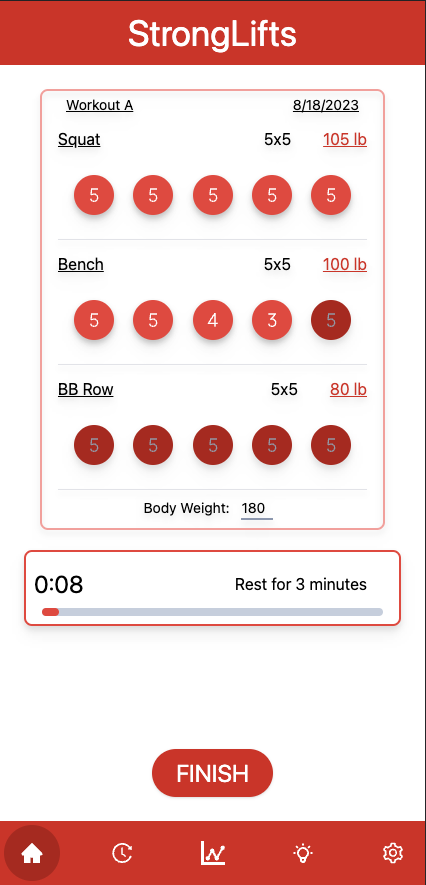 StrongLifts
Workout A 8/18/2023
Squat 5x5 105 lb
5 5 5 5 5
Bench 5x5 100 lb
5 5 4 3 5
BB Row 5x5 80 lb
5 5 5 5 5
Body Weight: 180
0:08 Rest for 3 minutes
FINISH